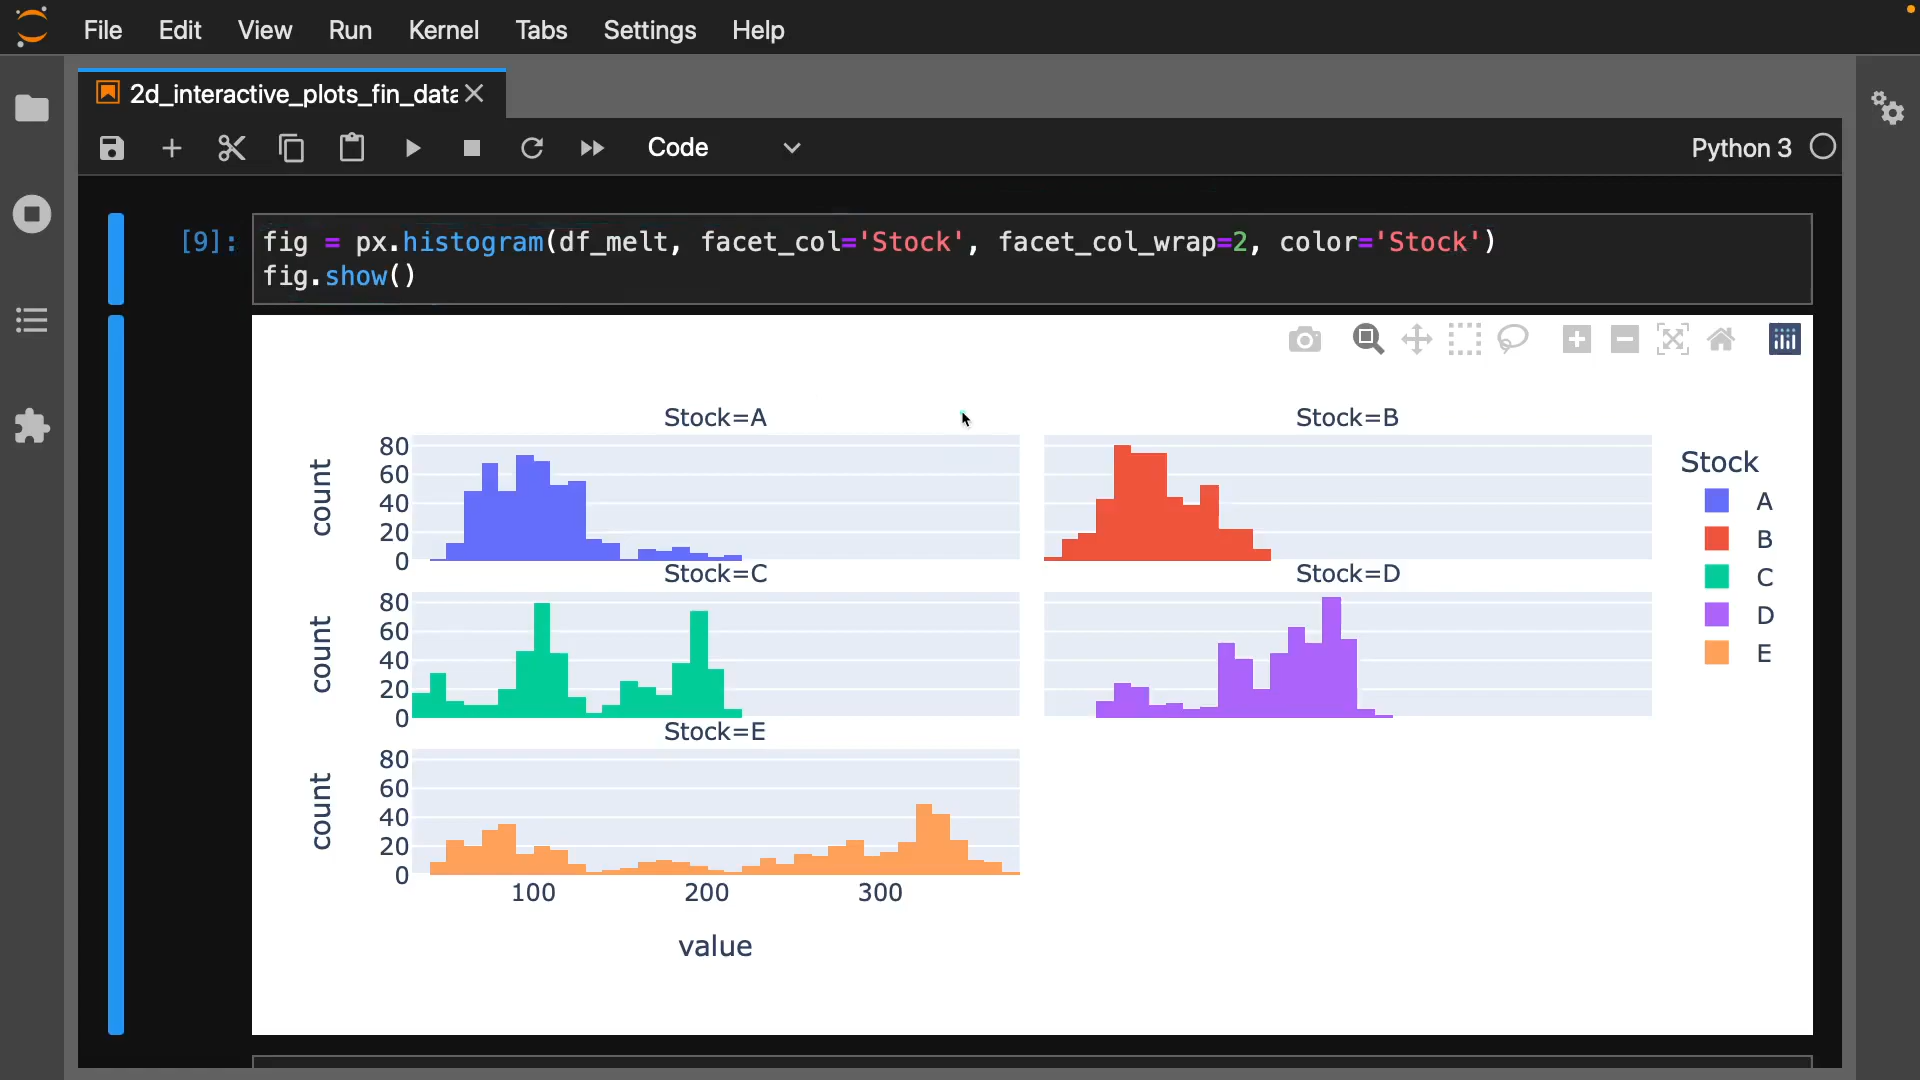 File Edit View Run Kernel Tabs Settings Help
2d_interactive_plots_fin_data
Code
Python 3
[9]:
fig = px.histogram(df_melt, facet_col='Stock', facet_col_wrap=2, color='Stock')
fig.show()
Stock=A
count
80
60
40
20
0
Stock=B
Stock=C
count
80
60
40
20
0
Stock=D
Stock=E
count
80
60
40
20
0
100 200 300
value
Stock
A
B
C
D
E